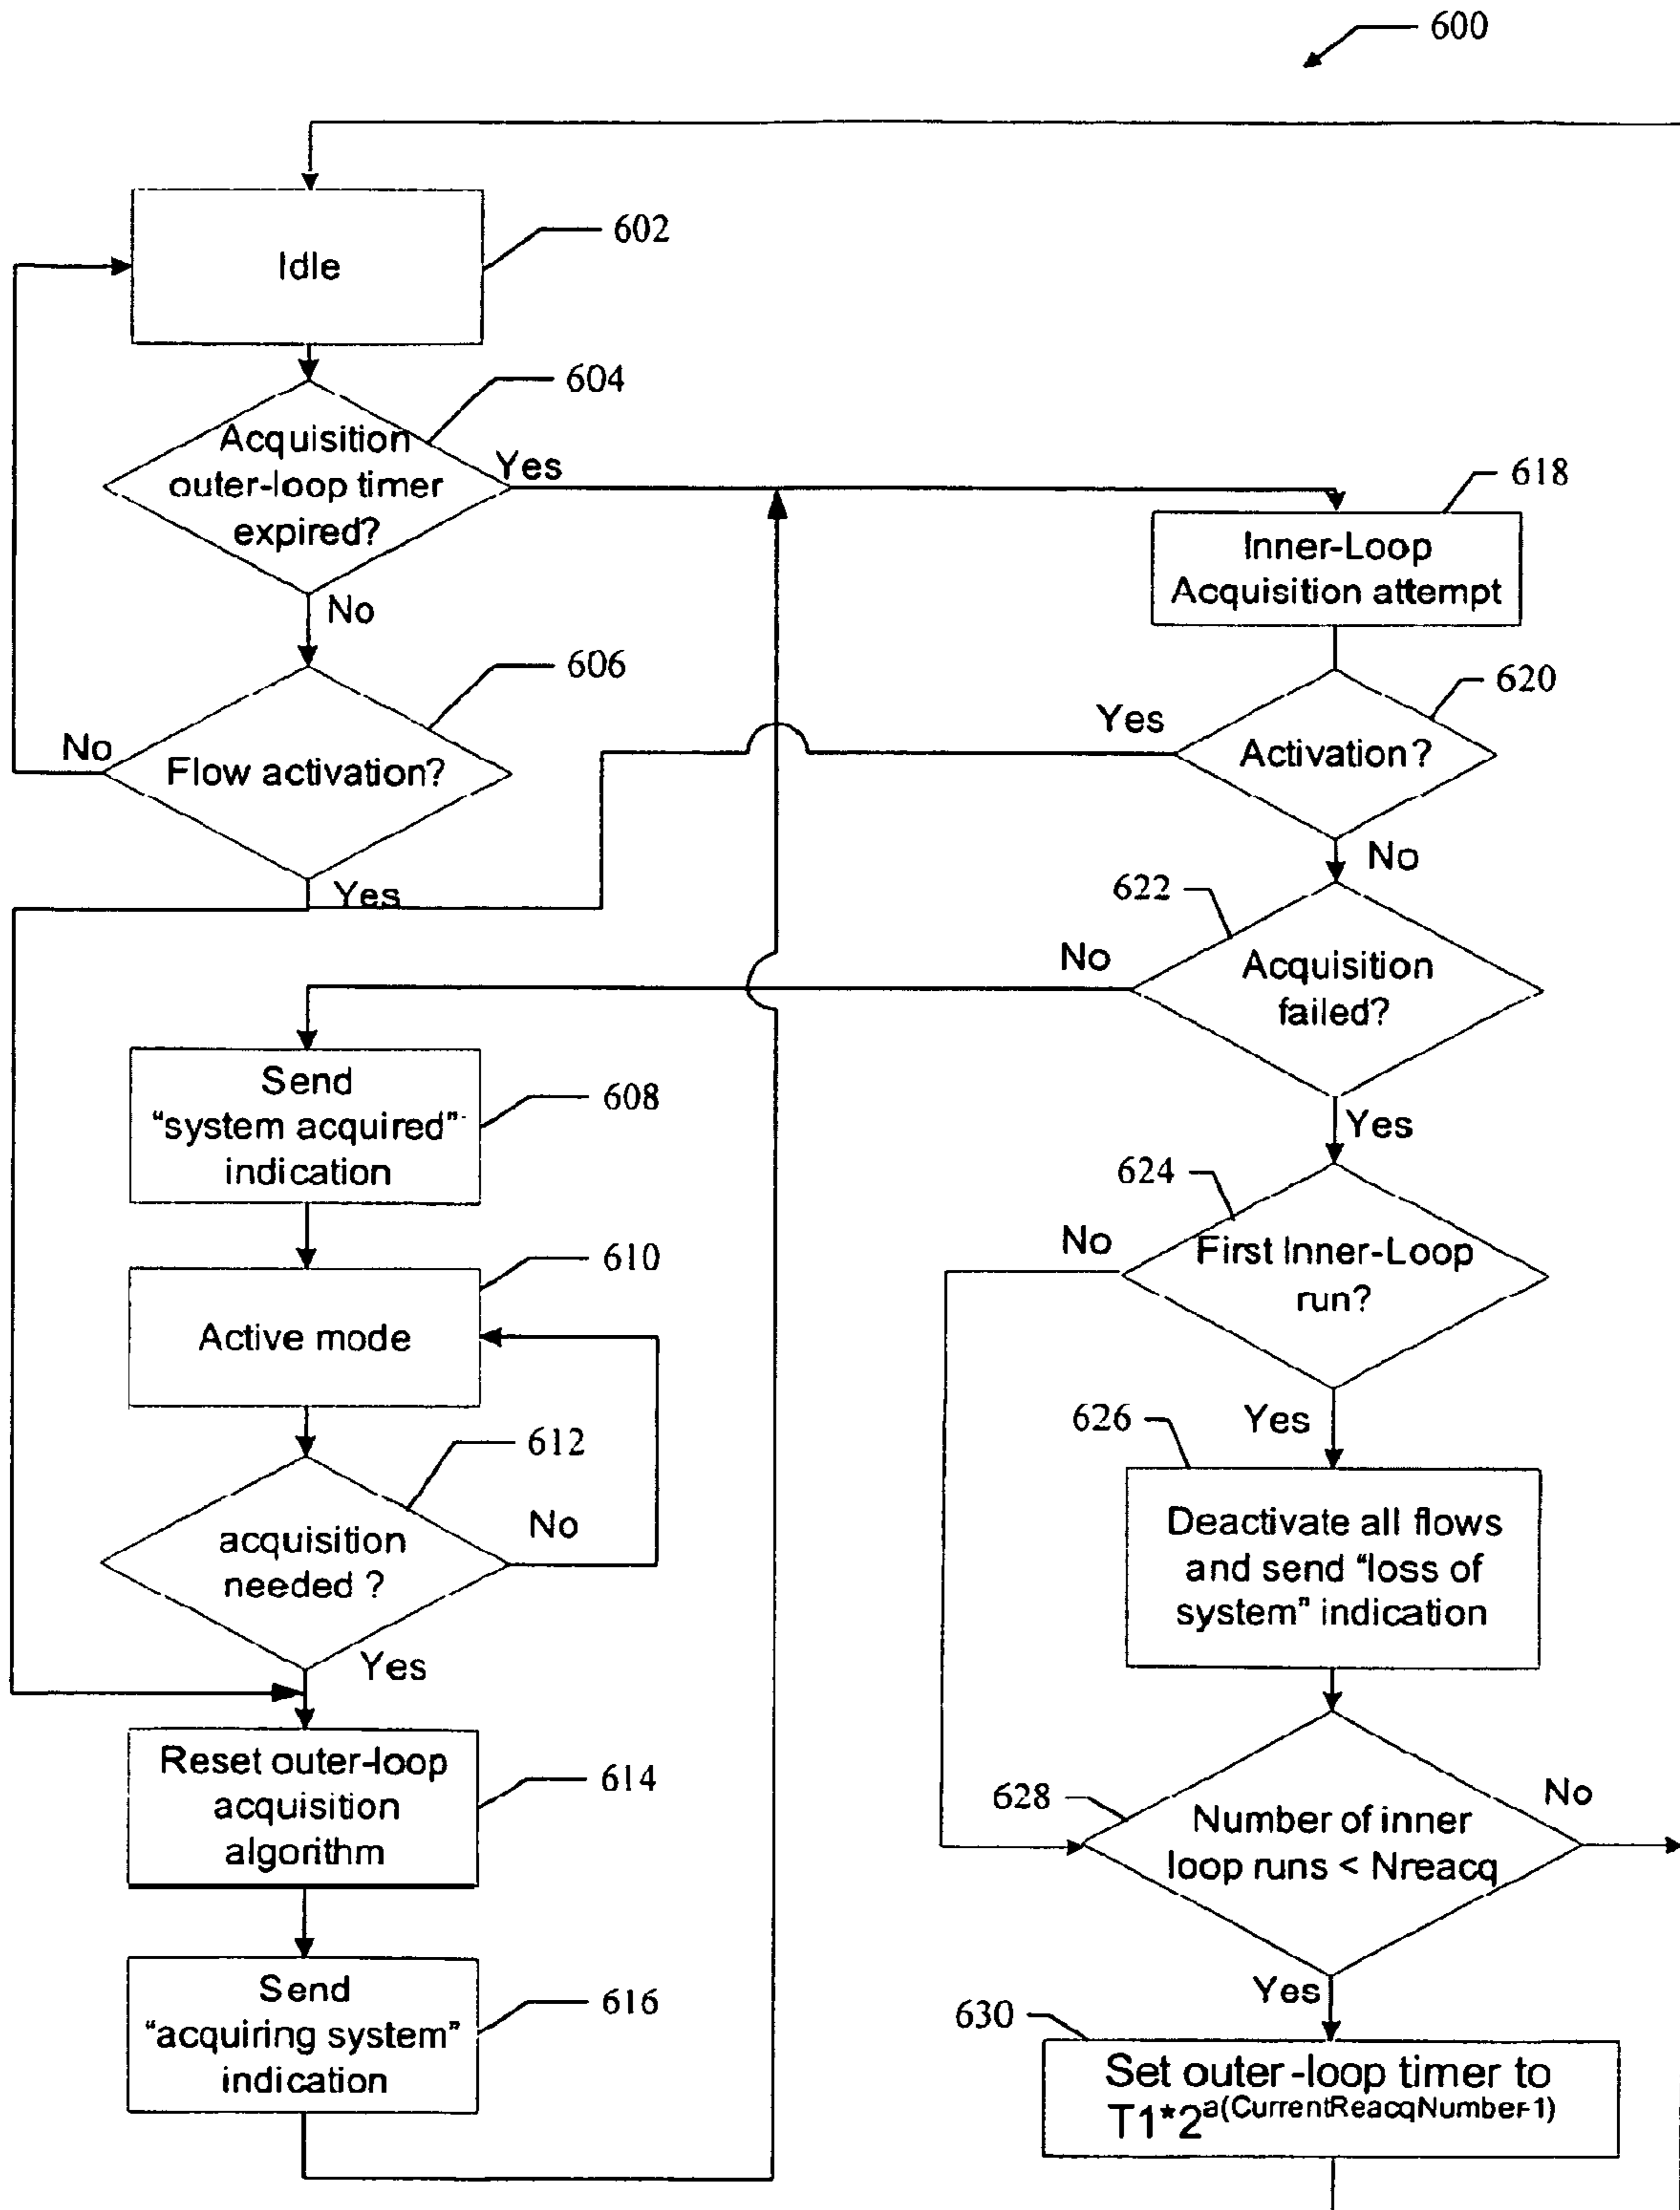 600
Idle
602
Acquisition
outer-loop timer
expired?
604
Yes
No
Flow activation?
606
No
Yes
Inner-Loop
Acquisition attempt
618
Activation?
620
Yes
No
Acquisition
failed?
622
No
Yes
Send
“system acquired”
indication
608
Active mode
610
acquisition
needed ?
612
No
Yes
Reset outer-loop
acquisition
algorithm
614
Send
“acquiring system”
indication
616
First Inner-Loop
run?
624
No
Yes
Deactivate all flows
and send “loss of
system” indication
626
Number of inner
loop runs < Nreacq
628
No
Yes
Set outer-loop timer to
T1*2^a(CurrentReacqNumber-1)
630